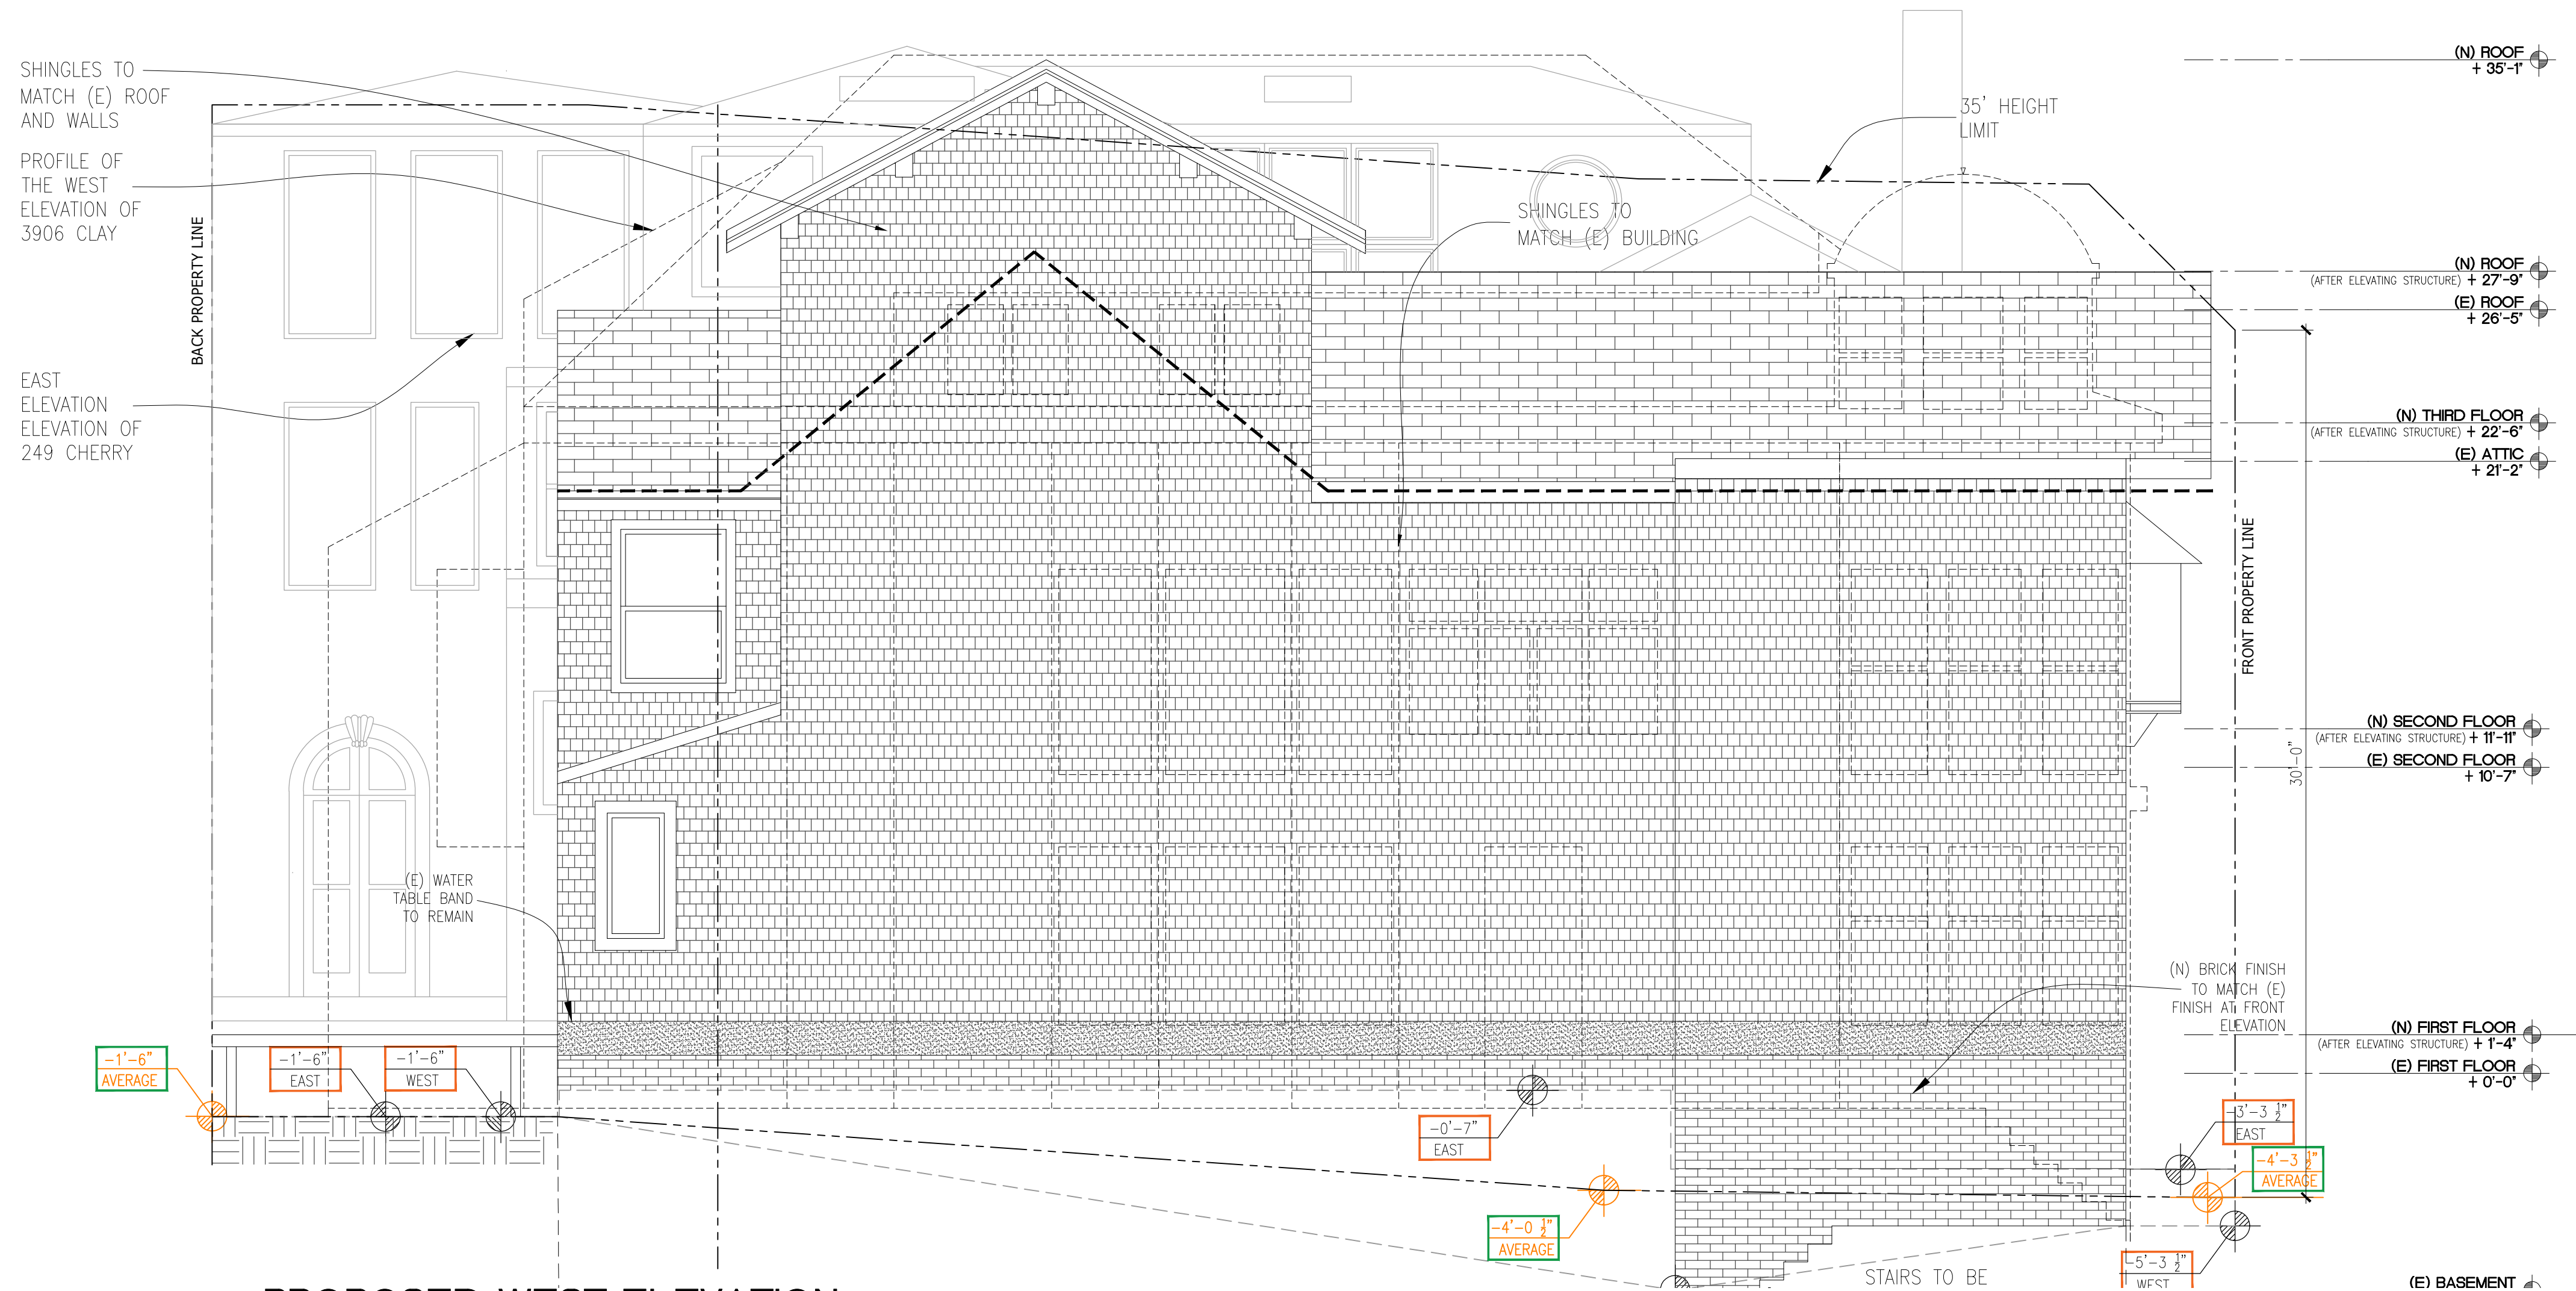 SHINGLES TO
MATCH (E) ROOF
AND WALLS
PROFILE OF
THE WEST
ELEVATION OF
3906 CLAY
EAST
ELEVATION
ELEVATION OF
249 CHERRY
BACK PROPERTY LINE
35' HEIGHT
LIMIT
SHINGLES TO
MATCH (E) BUILDING
(N) ROOF
+ 35'-1"
(N) ROOF
(AFTER ELEVATING STRUCTURE) + 27'-9"
(E) ROOF
+ 26'-5"
(N) THIRD FLOOR
(AFTER ELEVATING STRUCTURE) + 22'-6"
(E) ATTIC
+ 21'-2"
FRONT PROPERTY LINE
(N) SECOND FLOOR
(AFTER ELEVATING STRUCTURE) + 11'-11"
(E) SECOND FLOOR
+ 10'-7"
30'-0"
(E) WATER
TABLE BAND
TO REMAIN
(N) BRICK FINISH
TO MATCH (E)
FINISH AT FRONT
ELEVATION
(N) FIRST FLOOR
(AFTER ELEVATING STRUCTURE) + 1'-4"
(E) FIRST FLOOR
+ 0'-0"
-1'-6"
AVERAGE
-1'-6"
EAST
-1'-6"
WEST
-0'-7"
EAST
-3'-3 1/2"
EAST
-4'-3 1/2"
AVERAGE
-4'-0 1/2"
AVERAGE
-5'-3 1/2"
WEST
STAIRS TO BE
(E) BASEMENT
PROPOSED WEST ELEVATION